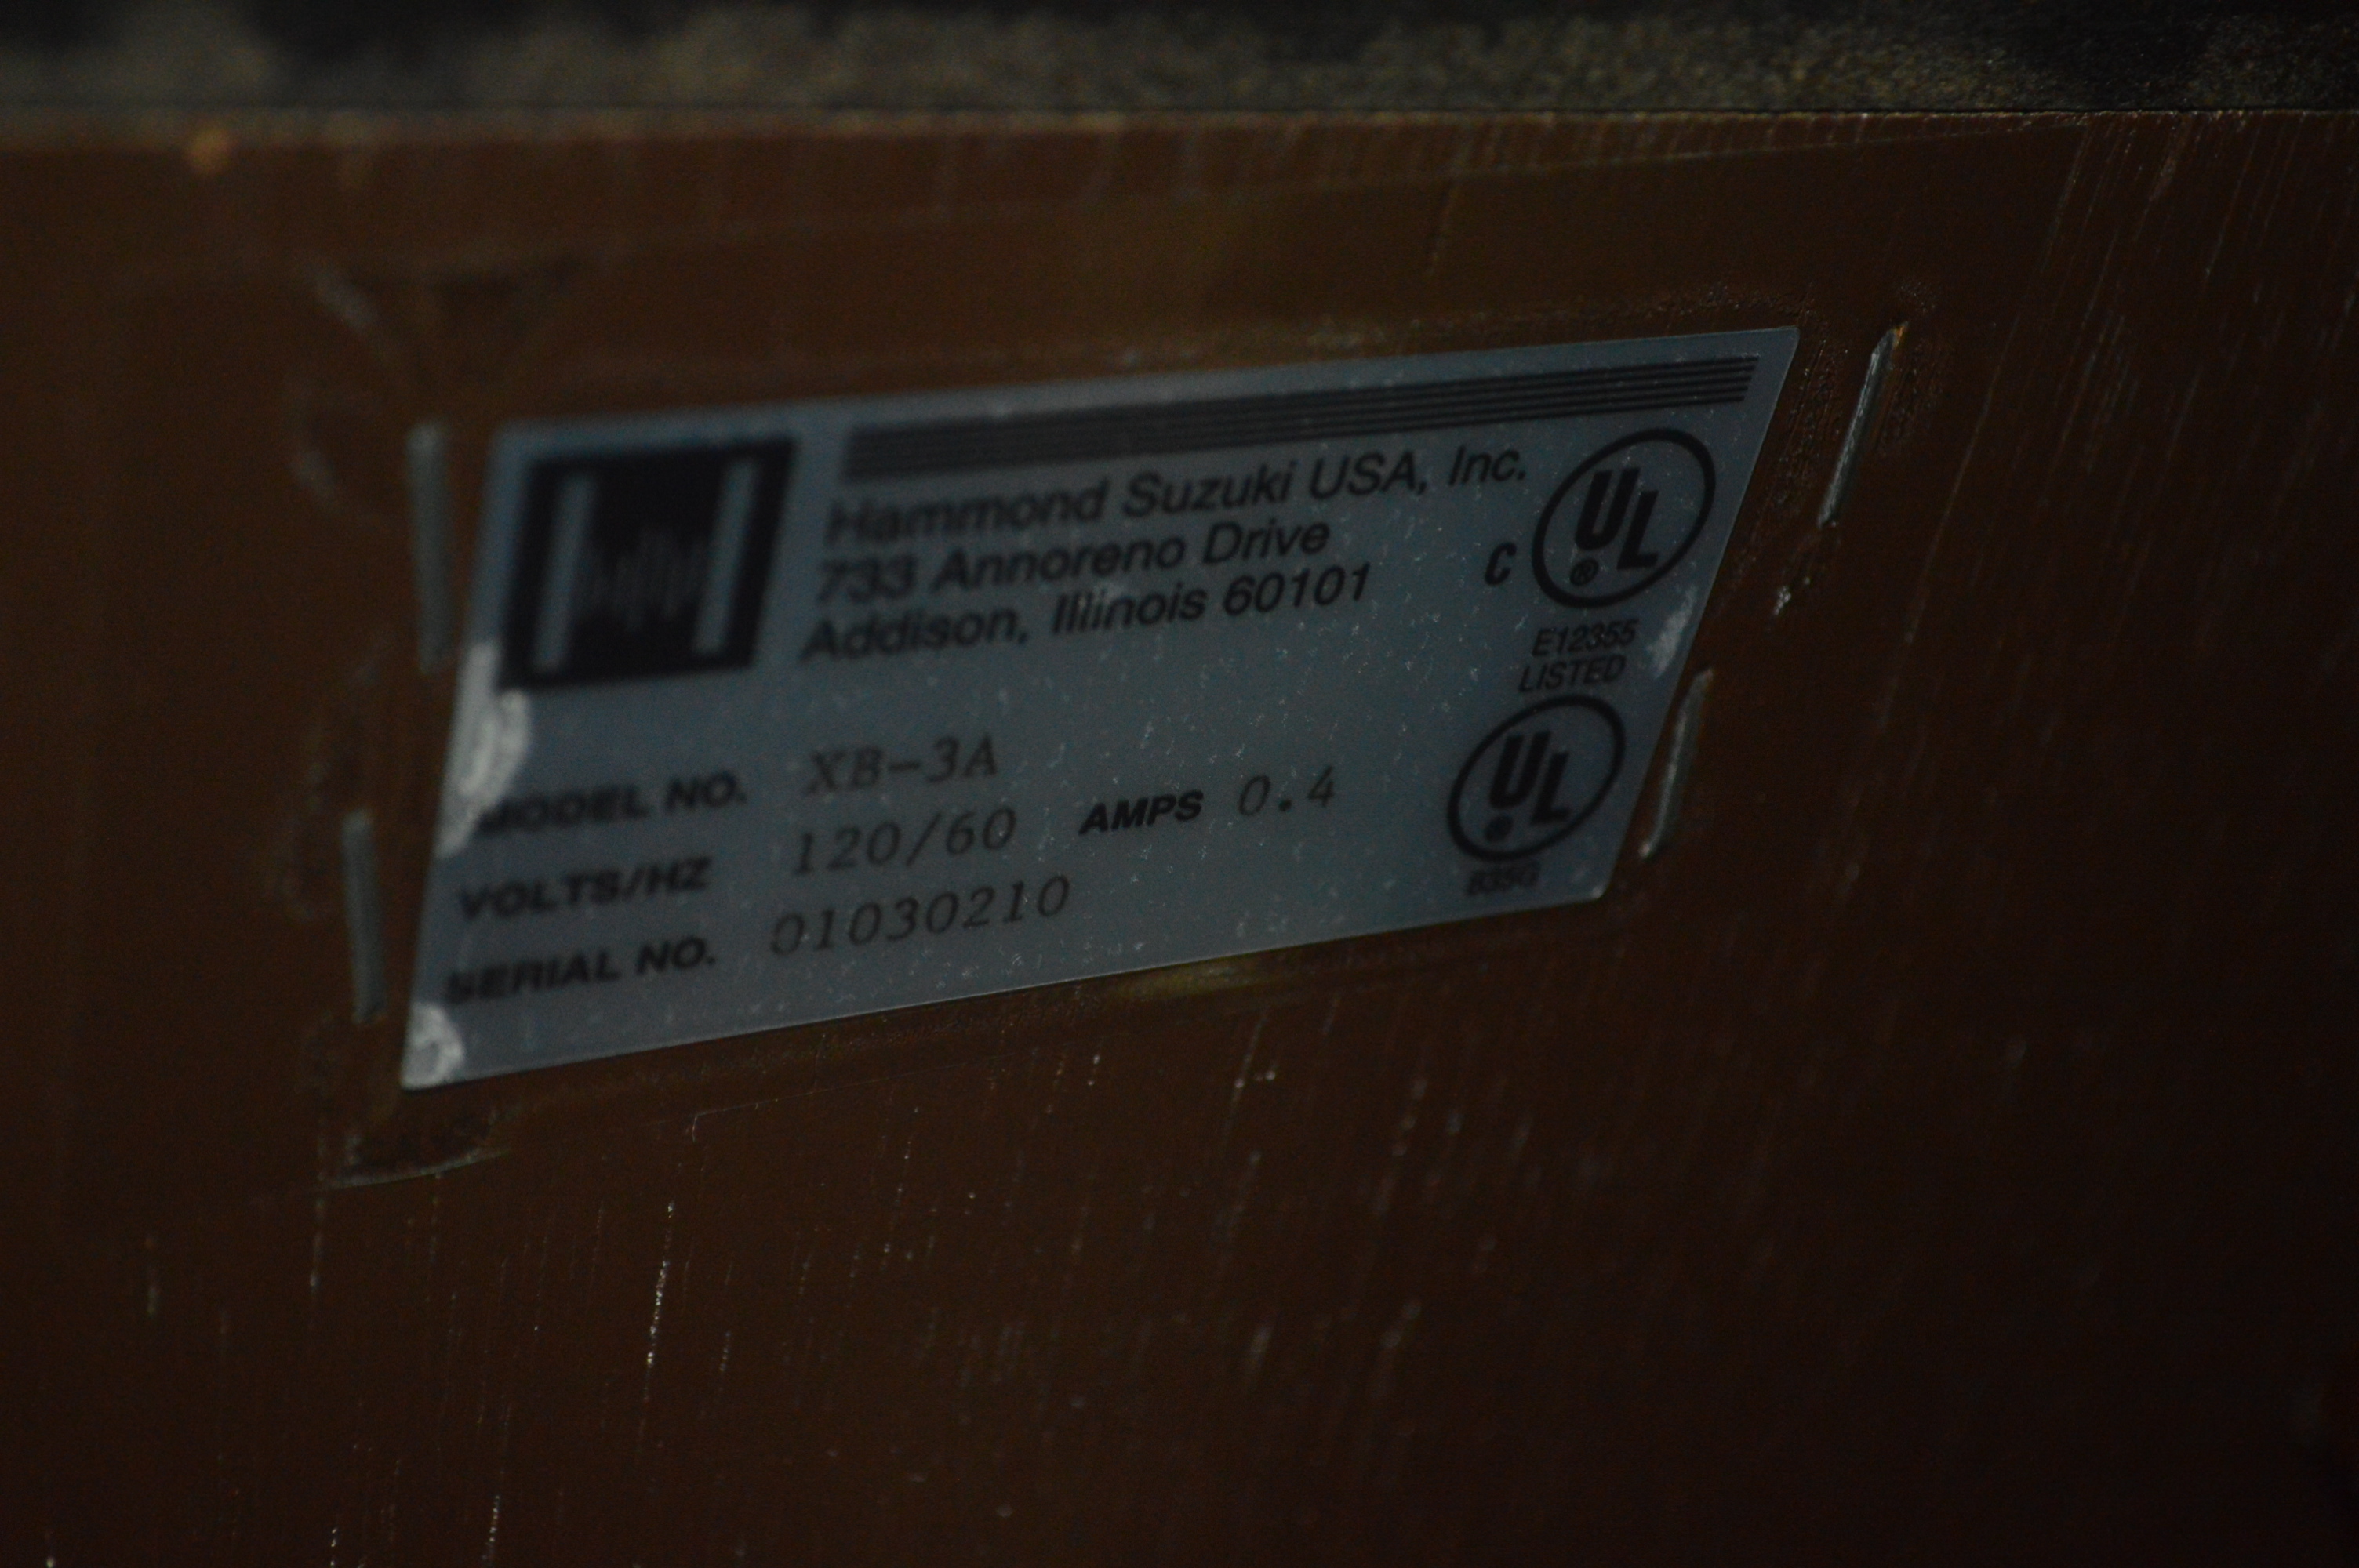 Hammond Suzuki USA, Inc.
733 Annoreno Drive
Addison, Illinois 60101
C UL®
E12355
LISTED
MODEL NO. XB-3A
VOLTS/HZ 120/60 AMPS 0.4
SERIAL NO. 01030210
UL